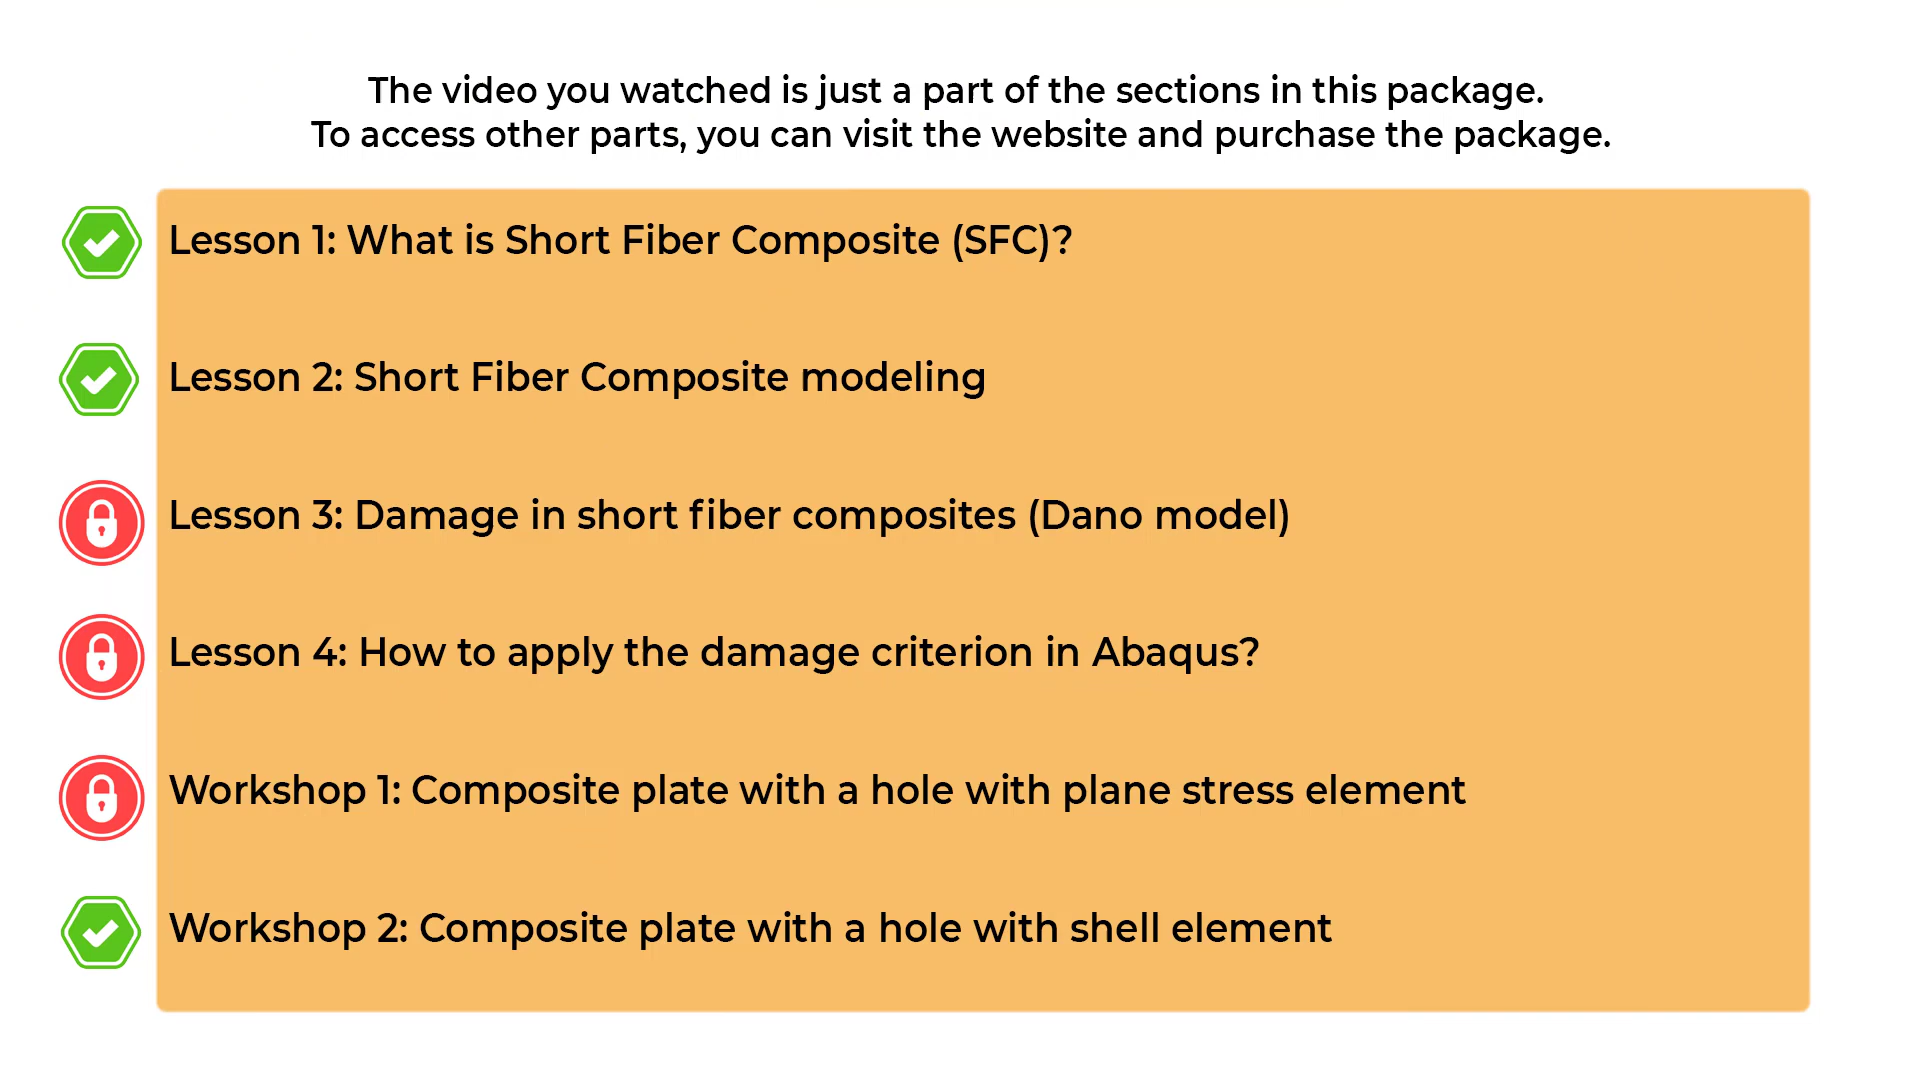 The video you watched is just a part of the sections in this package.
To access other parts, you can visit the website and purchase the package.
Lesson 1: What is Short Fiber Composite (SFC)?
Lesson 2: Short Fiber Composite modeling
Lesson 3: Damage in short fiber composites (Dano model)
Lesson 4: How to apply the damage criterion in Abaqus?
Workshop 1: Composite plate with a hole with plane stress element
Workshop 2: Composite plate with a hole with shell element